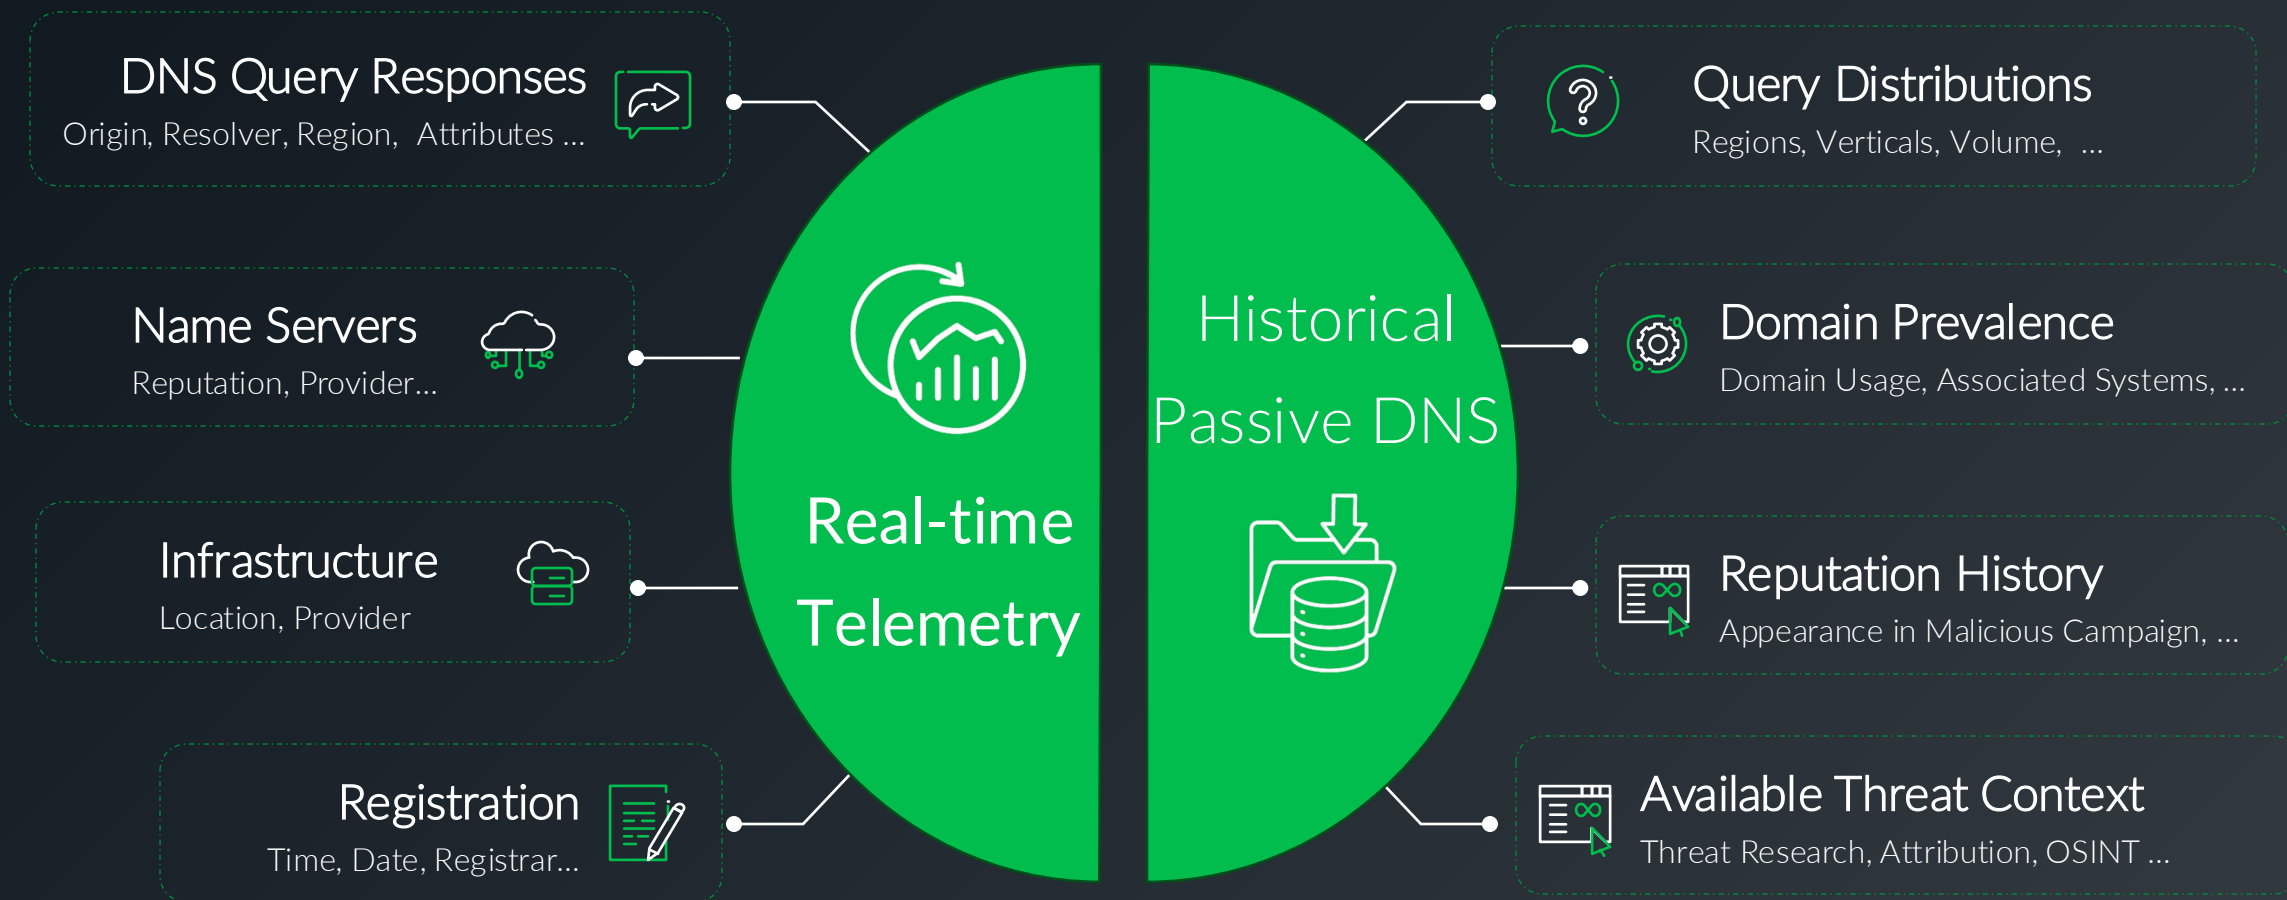 DNS Query Responses
Origin, Resolver, Region, Attributes ...
Name Servers
Reputation, Provider...
Infrastructure
Location, Provider
Registration
Time, Date, Registrar...
Real-time
Telemetry
Historical
Passive DNS
Query Distributions
Regions, Verticals, Volume, ...
Domain Prevalence
Domain Usage, Associated Systems, ...
Reputation History
Appearance in Malicious Campaign, ...
Available Threat Context
Threat Research, Attribution, OSINT ...